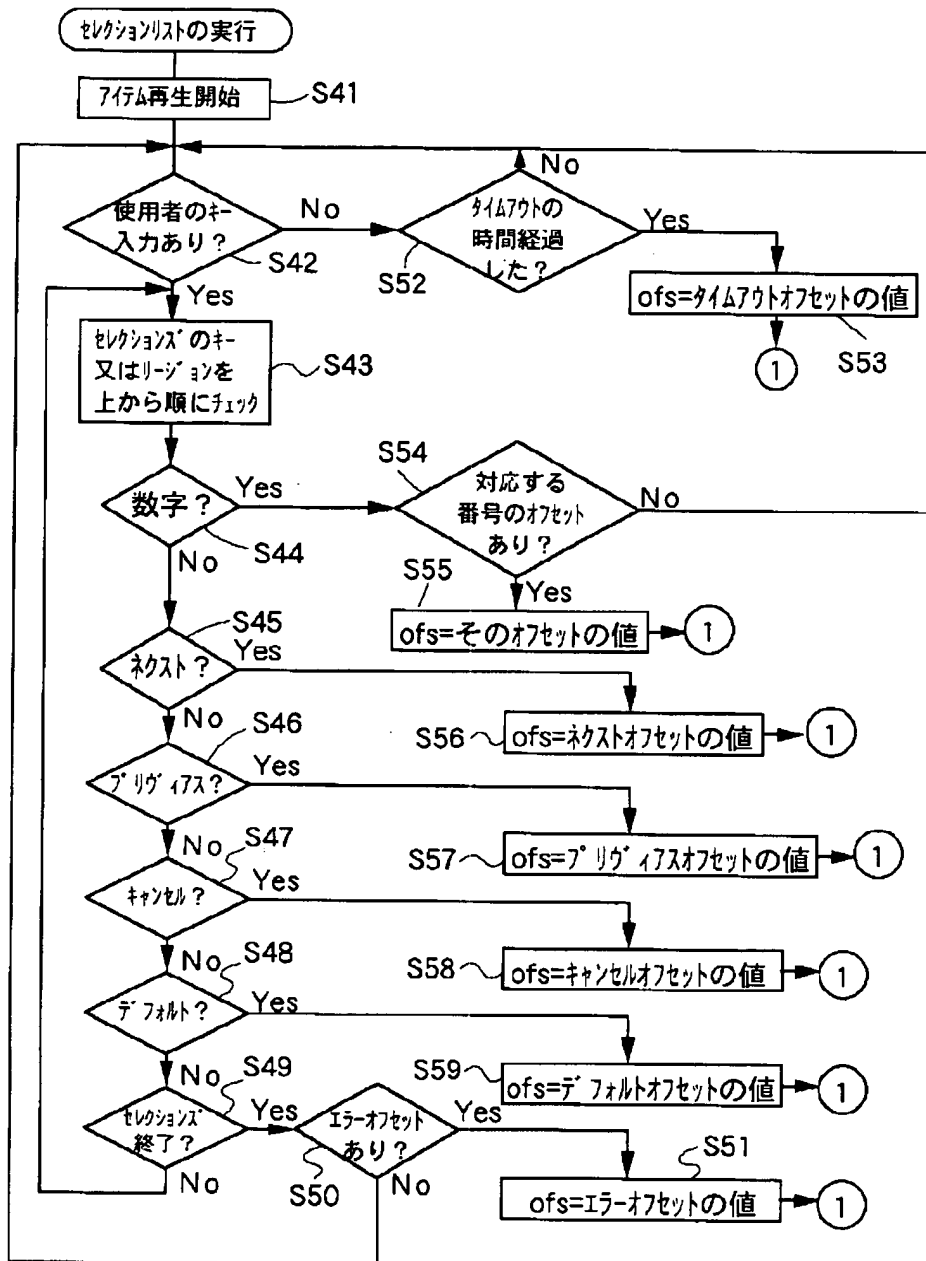 ｾﾚｸｼｮﾝﾘｽﾄの実行
ｱｲﾃﾑ再生開始
S41
使用者のｷｰ
入力あり？
S42
No
Yes
ﾀｲﾑｱｳﾄの
時間経過
した？
S52
No
Yes
ofs=ﾀｲﾑｱｳﾄｵﾌｾｯﾄの値
S53
1
ｾﾚｸｼｮﾝｽﾞのｷｰ
又はﾘｰｼﾞｮﾝを
上から順にﾁｪｯｸ
S43
数字？
S44
Yes
No
S54
対応する
番号のｵﾌｾｯﾄ
あり？
No
Yes
S55
ofs=そのｵﾌｾｯﾄの値
1
S45
ﾈｸｽﾄ？
Yes
No
S56
ofs=ﾈｸｽﾄｵﾌｾｯﾄの値
1
S46
ﾌﾟﾘｳﾞｨｱｽ？
Yes
No
S57
ofs=ﾌﾟﾘｳﾞｨｱｽｵﾌｾｯﾄの値
1
S47
ｷｬﾝｾﾙ？
Yes
No
S58
ofs=ｷｬﾝｾﾙｵﾌｾｯﾄの値
1
S48
ﾃﾞﾌｫﾙﾄ？
Yes
No
S59
ofs=ﾃﾞﾌｫﾙﾄｵﾌｾｯﾄの値
1
S49
ｾﾚｸｼｮﾝｽﾞ
終了？
Yes
No
ｴﾗｰｵﾌｾｯﾄ
あり？
S50
Yes
No
S51
ofs=ｴﾗｰｵﾌｾｯﾄの値
1